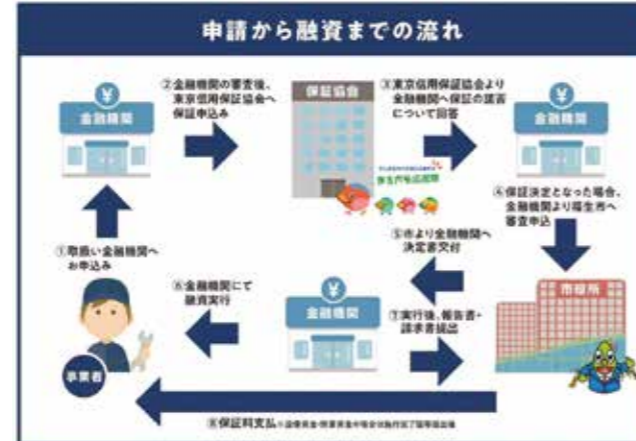 申請から融資までの流れ
②金融機関の審査後、
東京信用保証協会へ
保証申込み
③東京信用保証協会より
金融機関へ保証の諾否
について回答
金融機関
保証協会
金融機関
④保証決定となった場合、
金融機関より福生市へ
審査申込
①取扱い金融機関へ
お申込み
⑤市より金融機関へ
決定書交付
⑥金融機関にて
融資実行
金融機関
⑦実行後、報告書・
請求書提出
市役所
事業者
⑧保証料支払